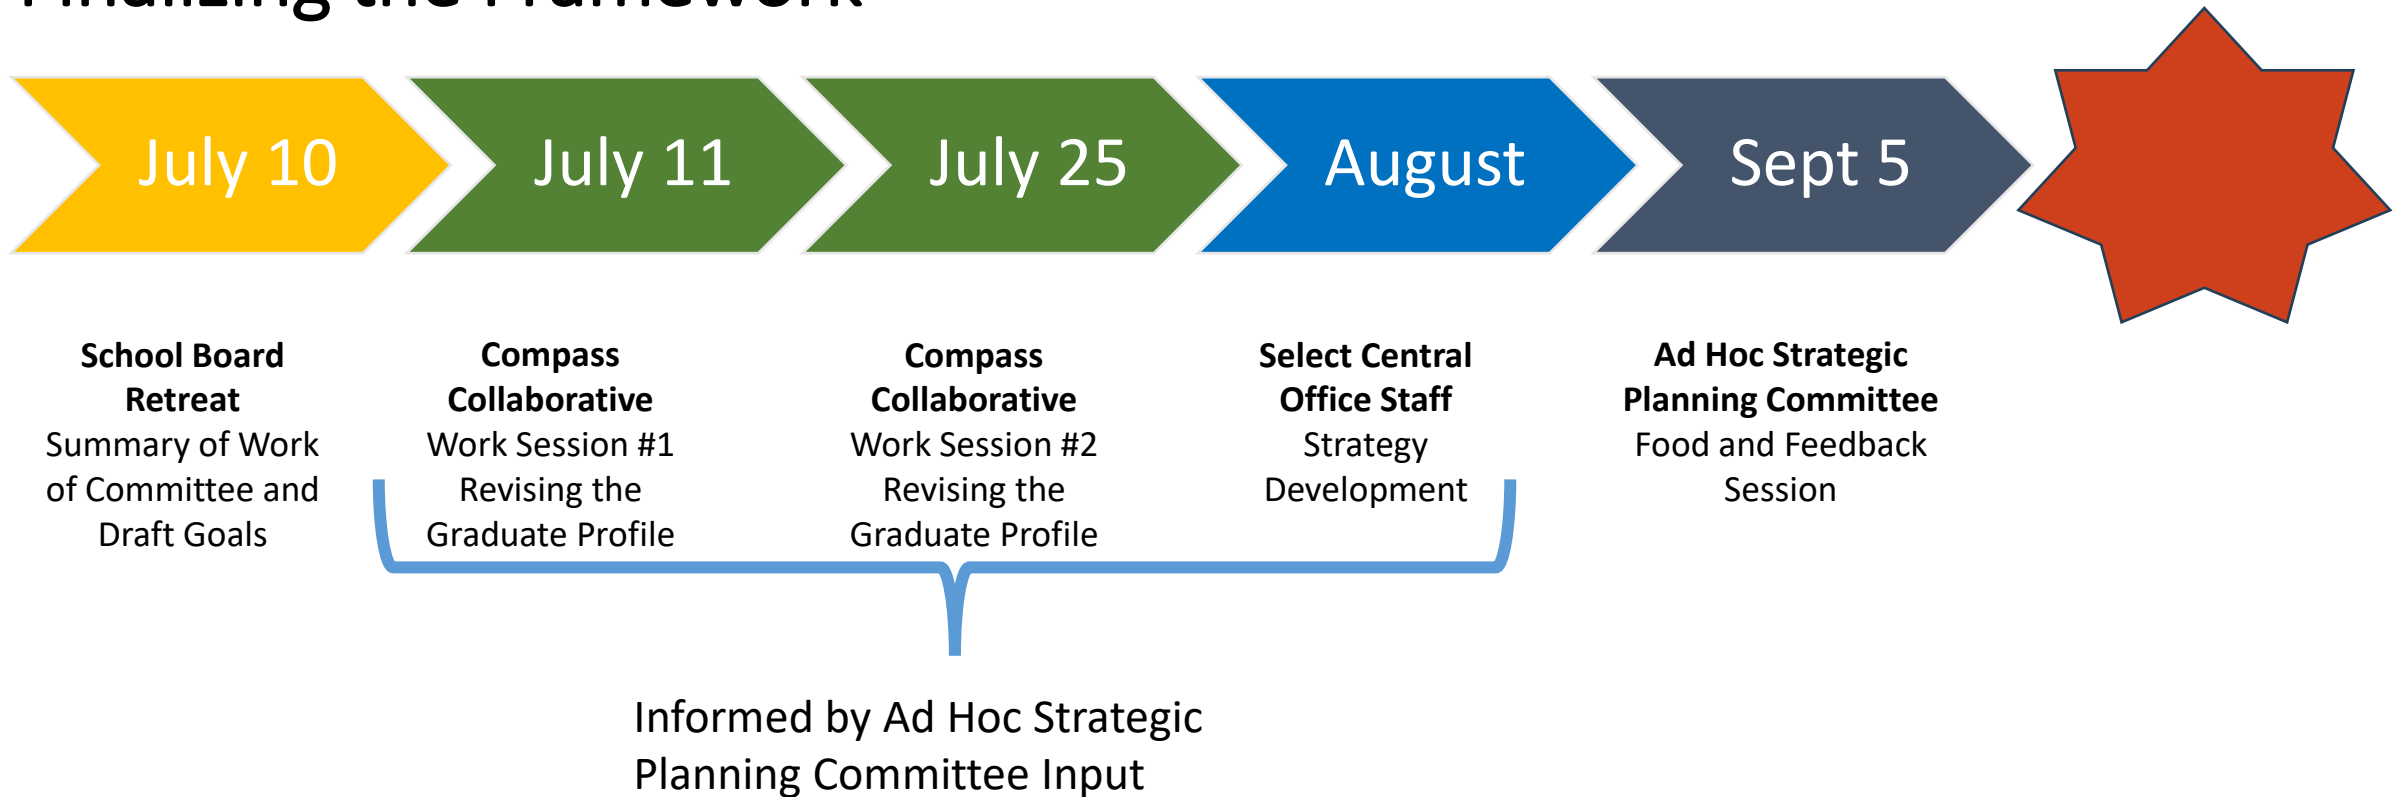 Finalizing the Framework
July 10
July 11
July 25
August
Sept 5
School Board
Retreat
Summary of Work
of Committee and
Draft Goals
Compass
Collaborative
Work Session #1
Revising the
Graduate Profile
Compass
Collaborative
Work Session #2
Revising the
Graduate Profile
Select Central
Office Staff
Strategy
Development
Ad Hoc Strategic
Planning Committee
Food and Feedback
Session
Informed by Ad Hoc Strategic
Planning Committee Input